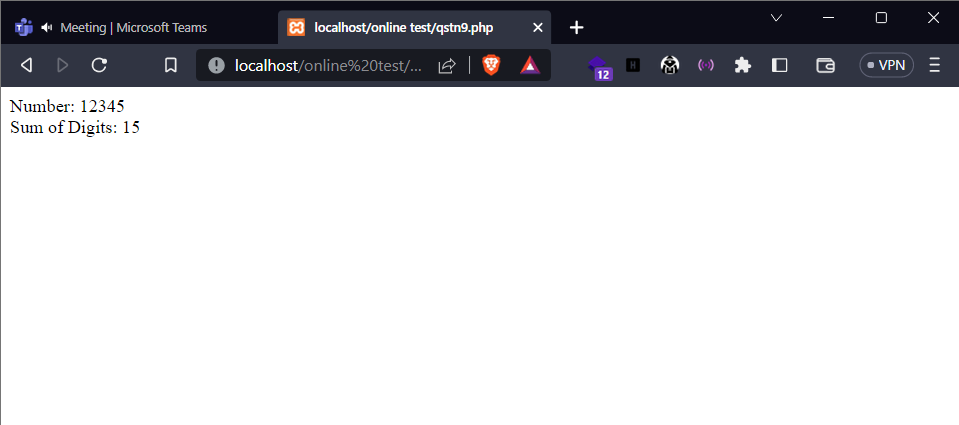 Meeting | Microsoft Teams
localhost/online test/qstn9.php
localhost/online%20test/...
12
VPN
Number: 12345
Sum of Digits: 15